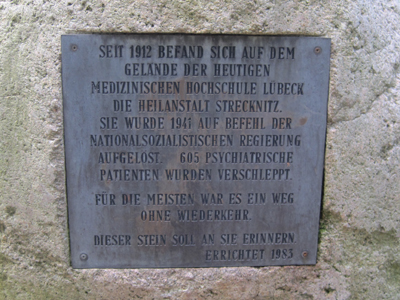 SEIT 1912 BEFAND SICH AUF DEM
GELÄNDE DER HEUTIGEN
MEDIZINISCHEN HOCHSCHULE LÜBECK
DIE HEILANSTALT STRECKNITZ.
SIE WURDE 1941 AUF BEFEHL DER
NATIONALSOZIALISTISCHEN REGIERUNG
AUFGELÖST. 605 PSYCHIATRISCHE
PATIENTEN WURDEN VERSCHLEPPT.
FÜR DIE MEISTEN WAR ES EIN WEG
OHNE WIEDERKEHR.
DIESER STEIN SOLL AN SIE ERINNERN
ERRICHTET 1983